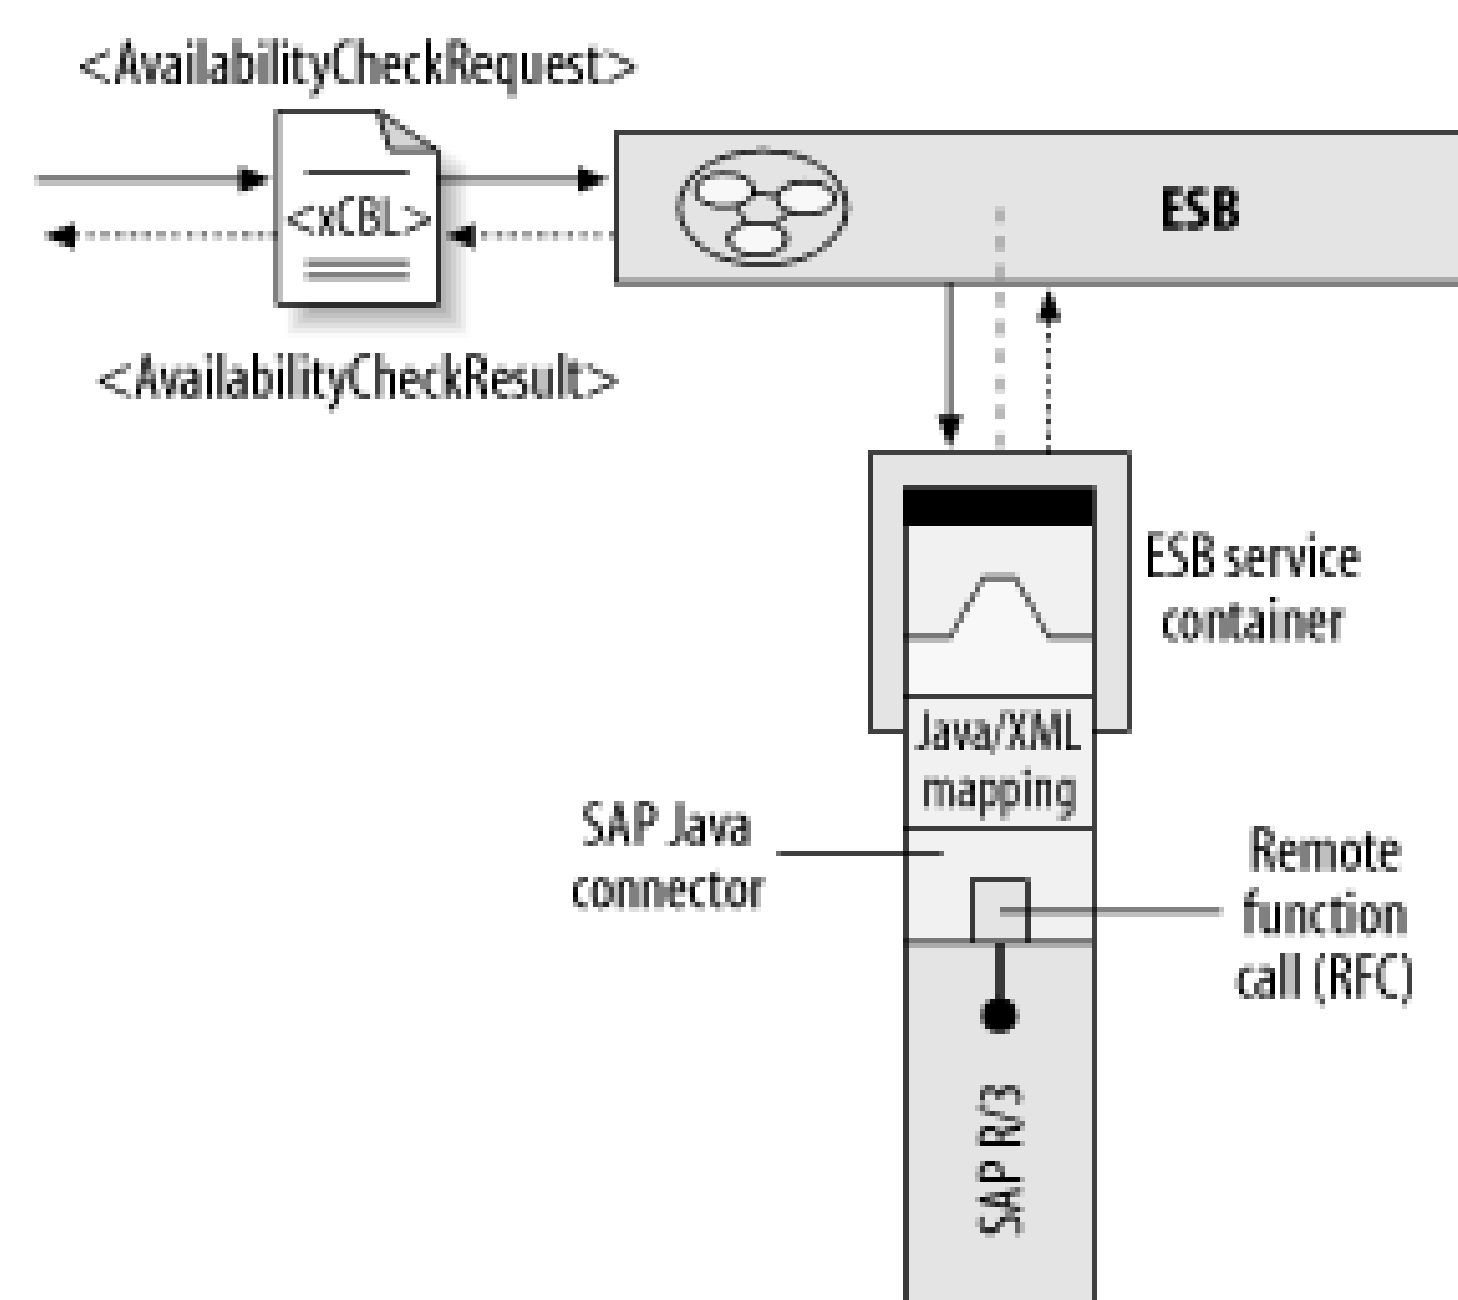 <AvailabilityCheckRequest>
<xCBL>
ESB
<AvailabilityCheckResult>
ESB service
container
Java/XML
mapping
SAP Java
connector
Remote
function
call (RFC)
SAP R/3